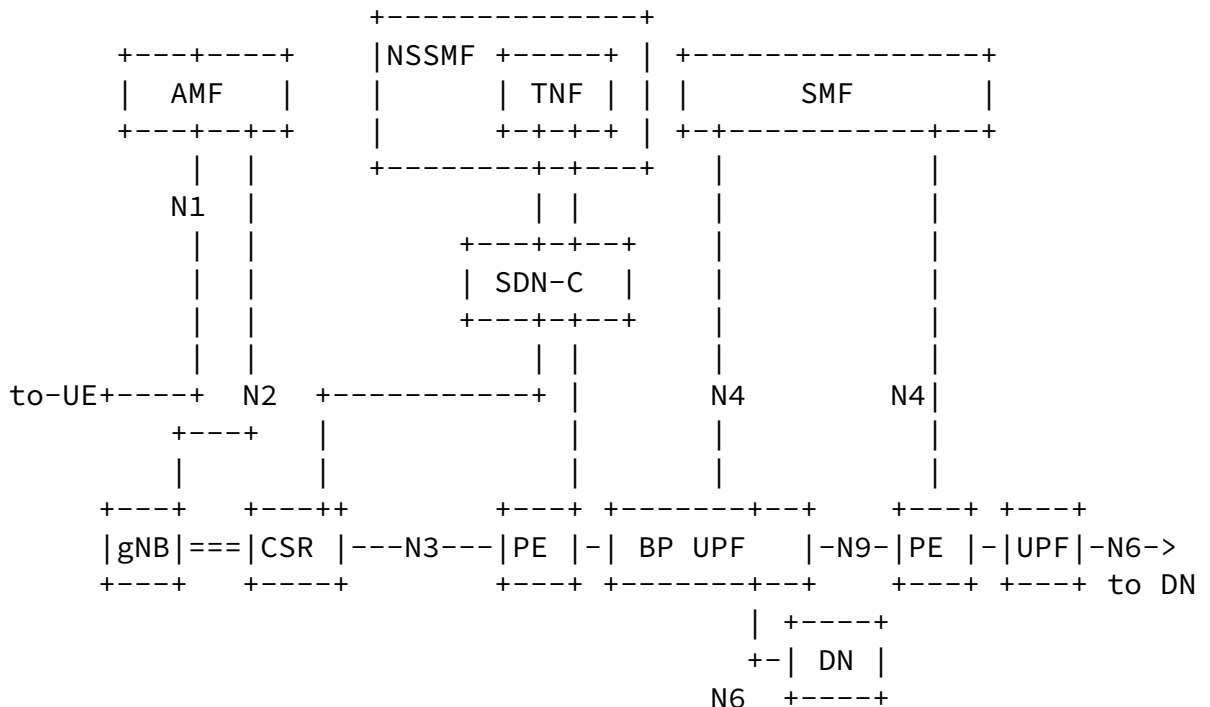 NSSMF
AMF TNF SMF
N1
SDN-C
to-UE N2 N4 N4
gNB CSR N3 PE BP UPF N9 PE UPF N6
to DN
DN
N6